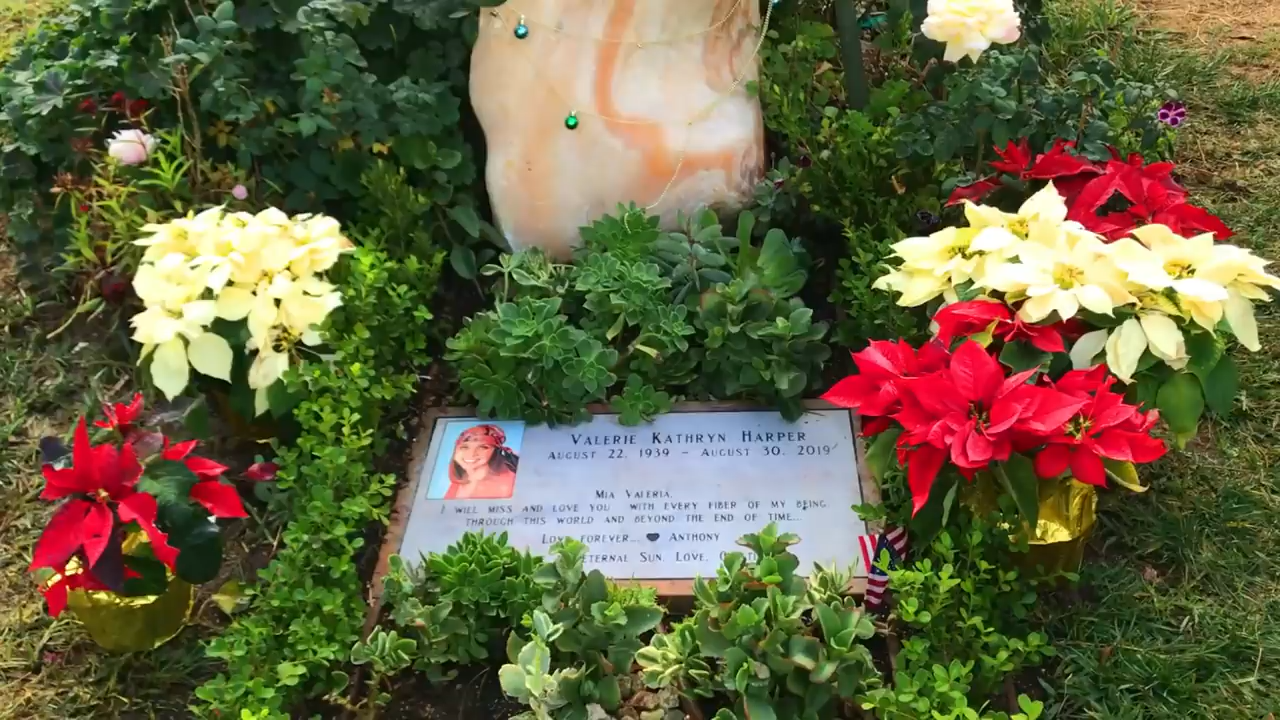 VALERIE KATHRYN HARPER
AUGUST 22, 1939 - AUGUST 30, 2019
MIA VALERIA,
I WILL MISS AND LOVE YOU WITH EVERY FIBER OF MY BEING
THROUGH THIS WORLD AND BEYOND THE END OF TIME...
LOVE FOREVER... ♥ ANTHONY
ETERNAL SUN. LOVE,